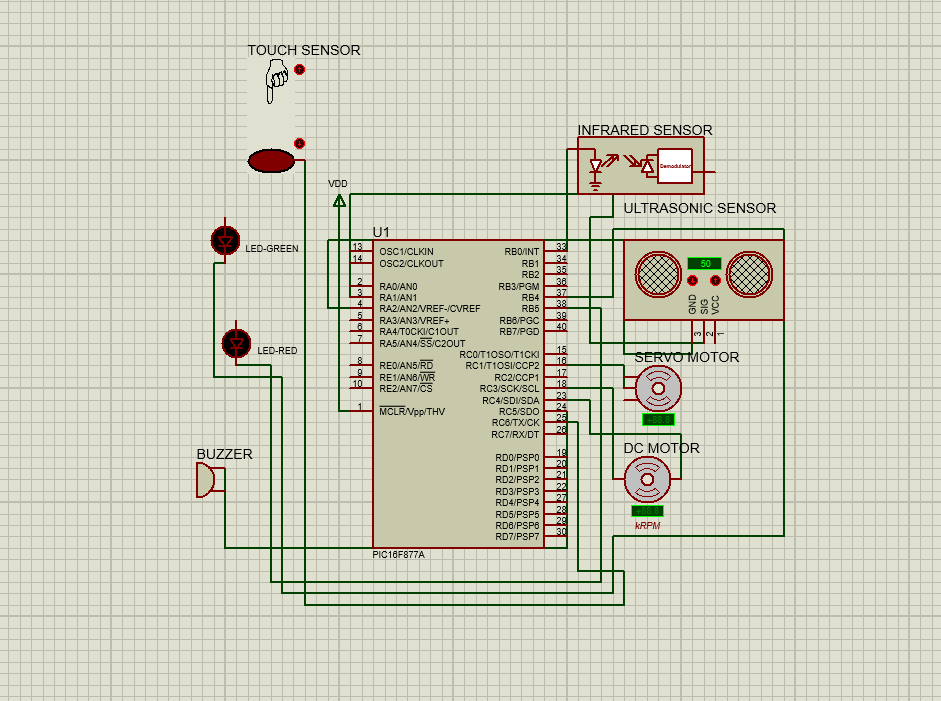 TOUCH SENSOR
INFRARED SENSOR
Demodulator
VDD
ULTRASONIC SENSOR
50
GND
SIG
VCC
3
2
1
LED-GREEN
LED-RED
BUZZER
U1
13 OSC1/CLKIN
14 OSC2/CLKOUT
2 RA0/AN0
3 RA1/AN1
4 RA2/AN2/VREF-/CVREF
5 RA3/AN3/VREF+
6 RA4/T0CKI/C1OUT
7 RA5/AN4/SS/C2OUT
8 RE0/AN5/RD
9 RE1/AN6/WR
10 RE2/AN7/CS
1 MCLR/Vpp/THV
RB0/INT 33
RB1 34
RB2 35
RB3/PGM 36
RB4 37
RB5 38
RB6/PGC 39
RB7/PGD 40
RC0/T1OSO/T1CKI 15
RC1/T1OSI/CCP2 16
RC2/CCP1 17
RC3/SCK/SCL 18
RC4/SDI/SDA 23
RC5/SDO 24
RC6/TX/CK 25
RC7/RX/DT 26
RD0/PSP0 19
RD1/PSP1 20
RD2/PSP2 21
RD3/PSP3 22
RD4/PSP4 27
RD5/PSP5 28
RD6/PSP6 29
RD7/PSP7 30
PIC16F877A
SERVO MOTOR
+88.8
DC MOTOR
+88.8
kRPM